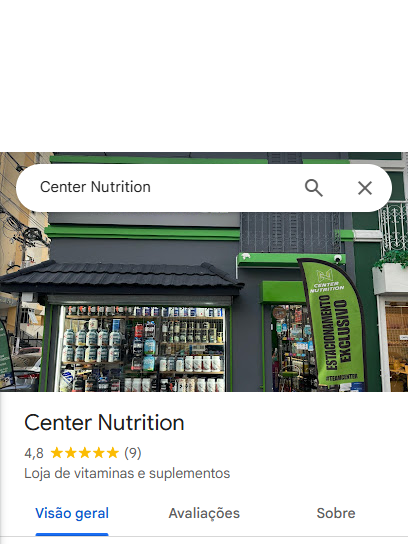 Center Nutrition
CENTER
NUTRITION
ESTACIONAMENTO
EXCLUSIVO
#TEAMCENTER
Center Nutrition
4,8 (9)
Loja de vitaminas e suplementos
Visão geral
Avaliações
Sobre